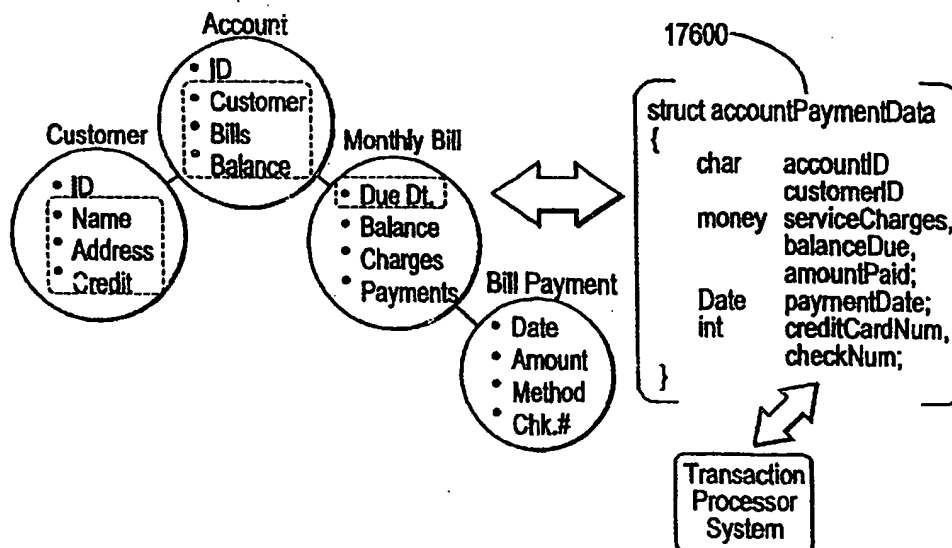 Account
• ID
• Customer
• Bills
• Balance
Customer
• ID
• Name
• Address
• Credit
Monthly Bill
• Due Dt.
• Balance
• Charges
• Payments
Bill Payment
• Date
• Amount
• Method
• Chk.#
17600
struct accountPaymentData
{
char accountID
customerID
money serviceCharges,
balanceDue,
amountPaid;
Date paymentDate;
int creditCardNum,
checkNum;
}
Transaction
Processor
System